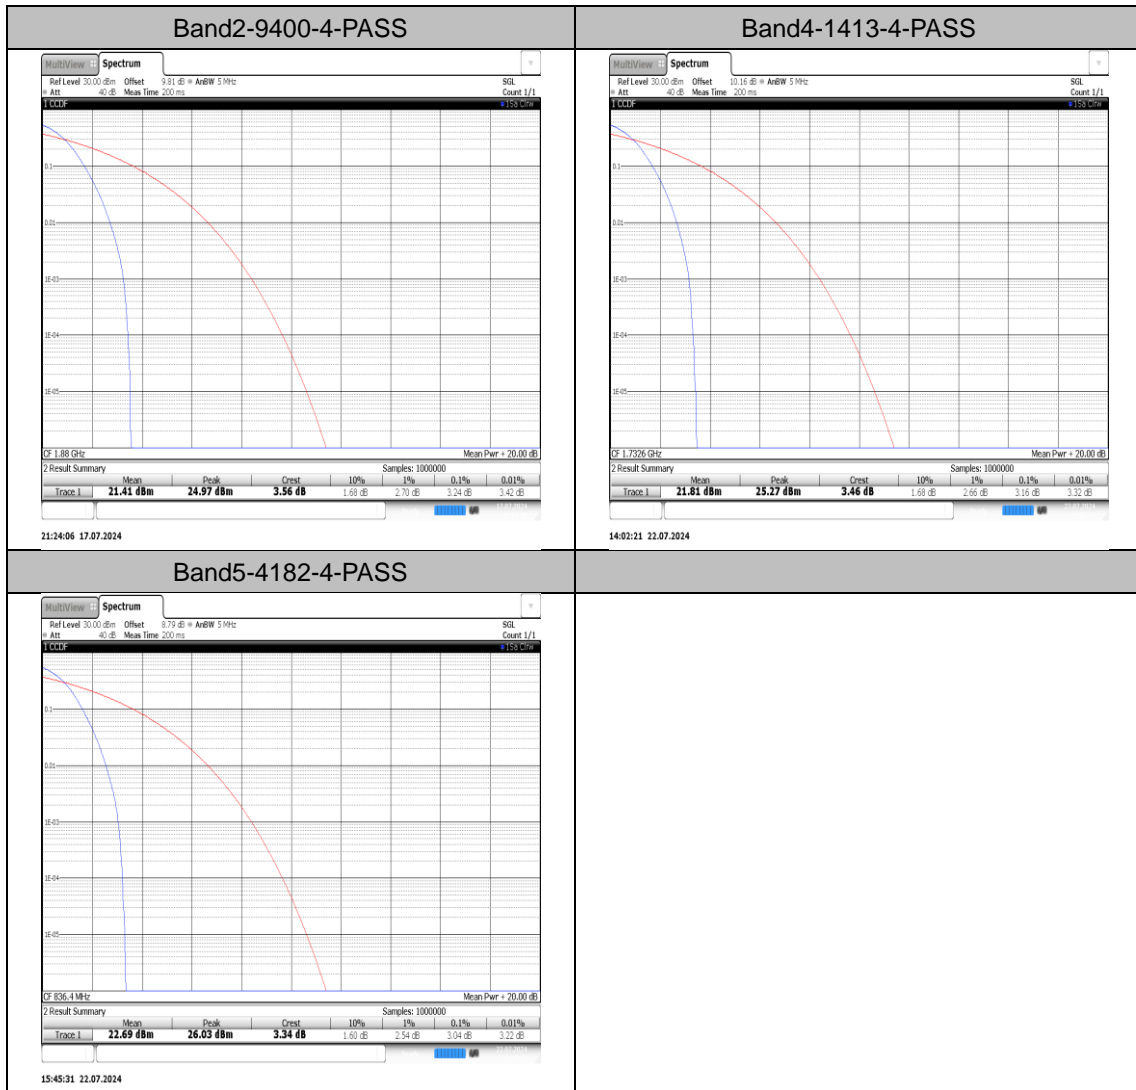 Band2-9400-4-PASS
Band4-1413-4-PASS
MultiView Spectrum
Ref Level 30.00 dBm Offset 9.81 dB AnBW 5 MHz SGL
Att 40 dB Meas Time 200 ms Count 1/1
1 CCDF 1Sa Clrw
0.1
0.01
1E-03
1E-04
1E-05
CF 1.88 GHz Mean Pwr + 20.00 dB
2 Result Summary Samples: 1000000
Mean Peak Crest 10% 1% 0.1% 0.01%
Trace 1 21.41 dBm 24.97 dBm 3.56 dB 1.68 dB 2.70 dB 3.24 dB 3.42 dB
21:24:06 17.07.2024
MultiView Spectrum
Ref Level 30.00 dBm Offset 10.16 dB AnBW 5 MHz SGL
Att 40 dB Meas Time 200 ms Count 1/1
1 CCDF 1Sa Clrw
0.1
0.01
1E-03
1E-04
1E-05
CF 1.7326 GHz Mean Pwr + 20.00 dB
2 Result Summary Samples: 1000000
Mean Peak Crest 10% 1% 0.1% 0.01%
Trace 1 21.81 dBm 25.27 dBm 3.46 dB 1.68 dB 2.66 dB 3.16 dB 3.32 dB
14:02:21 22.07.2024
Band5-4182-4-PASS
MultiView Spectrum
Ref Level 30.00 dBm Offset 8.79 dB AnBW 5 MHz SGL
Att 40 dB Meas Time 200 ms Count 1/1
1 CCDF 1Sa Clrw
0.1
0.01
1E-03
1E-04
1E-05
CF 836.4 MHz Mean Pwr + 20.00 dB
2 Result Summary Samples: 1000000
Mean Peak Crest 10% 1% 0.1% 0.01%
Trace 1 22.69 dBm 26.03 dBm 3.34 dB 1.60 dB 2.54 dB 3.04 dB 3.22 dB
15:45:31 22.07.2024